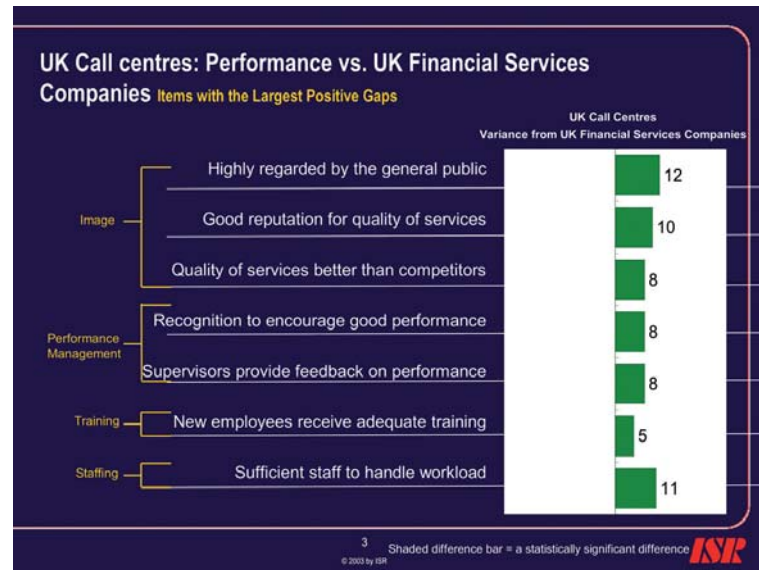 UK Call centres: Performance vs. UK Financial Services
Companies Items with the Largest Positive Gaps
UK Call Centres
Variance from UK Financial Services Companies
Image
Highly regarded by the general public
12
Good reputation for quality of services
10
Quality of services better than competitors
8
Performance
Management
Recognition to encourage good performance
8
Supervisors provide feedback on performance
8
Training
New employees receive adequate training
5
Staffing
Sufficient staff to handle workload
11
3
© 2003 by ISR
Shaded difference bar = a statistically significant difference
ISR